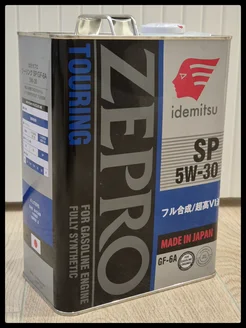 idemitsu
ZEPRO
TOURING
FOR GASOLINE ENGINE
FULLY SYNTHETIC
SP
5W-30
フル合成/超高VI
MADE IN JAPAN
GF-6A